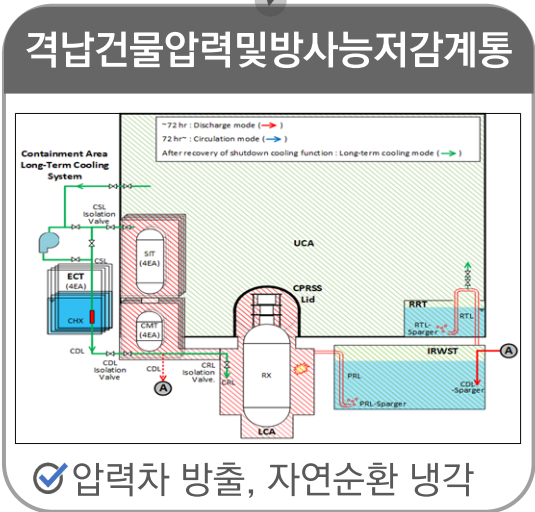 격납건물압력및방사능저감계통
~72 hr : Discharge mode ( )
72 hr~ : Circulation mode ( )
After recovery of shutdown cooling function : Long-term cooling mode ( )
Containment Area
Long-Term Cooling
System
CSL
Isolation
Valve
CSL
SIT
(4EA)
UCA
ECT
(4EA)
CHX
CMT
(4EA)
CPRSS
Lid
RRT
RTL-
Sparger
RTL
IRWST
CDL
CDL
Isolation
Valve
CDL
A
CRL
Isolation
Valve.
CRL
RX
LCA
PRL
PRL-Sparger
CDL
-Sparger
A
압력차 방출, 자연순환 냉각